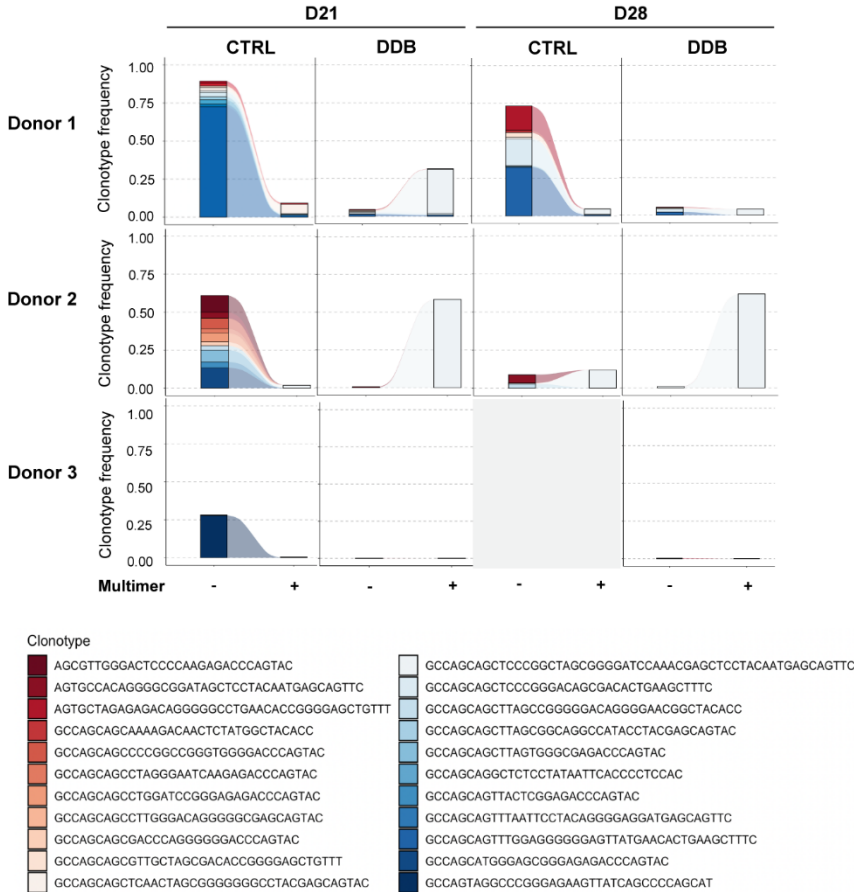 D21 D28
CTRL DDB CTRL DDB
Donor 1
Clonotype frequency
1.00
0.75
0.50
0.25
0.00
Donor 2
Clonotype frequency
1.00
0.75
0.50
0.25
0.00
Donor 3
Clonotype frequency
1.00
0.75
0.50
0.25
0.00
Multimer - + - + - + - +
Clonotype
AGCGTTGGGACTCCCCAAGAGACCCAGTAC
AGTGCCACAGGGGCGGATAGCTCCTACAATGAGCAGTTC
AGTGCTAGAGAGACAGGGGGCCTGAACACCGGGGAGCTGTTT
GCCAGCAGCAAAAGACAACTCTATGGCTACACC
GCCAGCAGCCCCGGCCGGGTGGGGACCCAGTAC
GCCAGCAGCCTAGGGAATCAAGAGACCCAGTAC
GCCAGCAGCCTGGATCCGGGAGAGACCCAGTAC
GCCAGCAGCCTTGGGACAGGGGGCGAGCAGTAC
GCCAGCAGCGACCCAGGGGGGACCCAGTAC
GCCAGCAGCGTTGCTAGCGACACCGGGGAGCTGTTT
GCCAGCAGCTCAACTAGCGGGGGGGCCTACGAGCAGTAC
GCCAGCAGCTCCCGGCTAGCGGGGATCCAAACGAGCTCCTACAATGAGCAGTTC
GCCAGCAGCTCCCGGGACAGCGACACTGAAGCTTTC
GCCAGCAGCTTAGCCGGGGGACAGGGGAACGGCTACACC
GCCAGCAGCTTAGCGGCAGGCCATACCTACGAGCAGTAC
GCCAGCAGCTTAGTGGGCGAGACCCAGTAC
GCCAGCAGGCTCTCCTATAATTCACCCCTCCAC
GCCAGCAGTTACTCGGAGACCCAGTAC
GCCAGCAGTTTAATTCCTACAGGGGAGGATGAGCAGTTC
GCCAGCAGTTTGGAGGGGGGAGTTATGAACACTGAAGCTTTC
GCCAGCATGGGAGCGGGAGAGACCCAGTAC
GCCAGTAGGCCCGGGAGAAGTTATCAGCCCCAGCAT